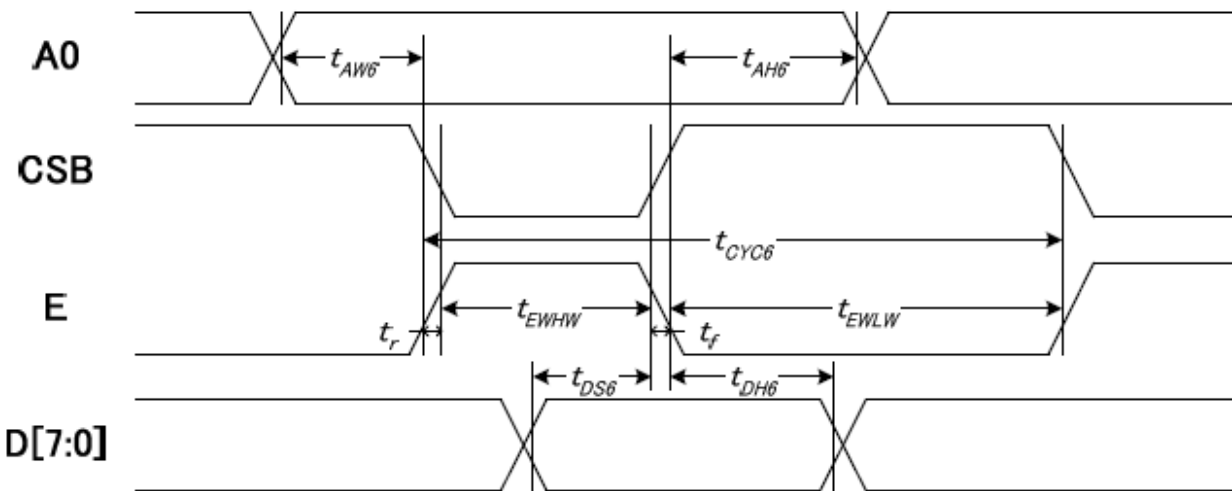 A0
tAW6
tAH6
CSB
tCYC6
E
tr
tEWHW
tf
tEWLW
tDS6
tDH6
D[7:0]